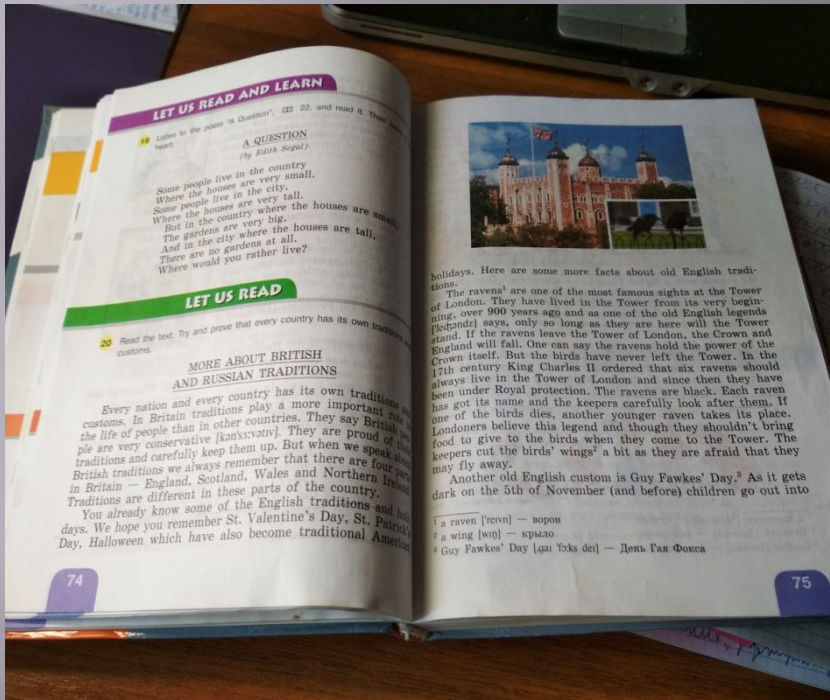 LET US READ AND LEARN
19 Listen to the poem "A Question", 22, and read it. Then
heart.
A QUESTION
(by Edith Segal)
Some people live in the country
Where the houses are very small.
Some people live in the city,
Where the houses are very tall.
But in the country where the houses are small,
The gardens are very big,
And in the city where the houses are tall,
There are no gardens at all.
Where would you rather live?
LET US READ
20 Read the text. Try and prove that every country has its own traditions and
customs.
MORE ABOUT BRITISH
AND RUSSIAN TRADITIONS
Every nation and every country has its own traditions and
customs. In Britain traditions play a more important role in
the life of people than in other countries. They say British peo-
ple are very conservative [kən'sɜ:vətɪv]. They are proud of their
traditions and carefully keep them up. But when we speak about
British traditions we always remember that there are four parts
in Britain — England, Scotland, Wales and Northern Ireland.
Traditions are different in these parts of the country.
You already know some of the English traditions and holi-
days. We hope you remember St. Valentine's Day, St. Patrick's
Day, Halloween which have also become traditional American
74
holidays. Here are some more facts about old English tradi-
tions.
The ravens¹ are one of the most famous sights at the Tower
of London. They have lived in the Tower from its very begin-
ning, over 900 years ago and as one of the old English legends
['ledʒəndz] says, only so long as they are here will the Tower
stand. If the ravens leave the Tower of London, the Crown and
England will fall. One can say the ravens hold the power of the
Crown itself. But the birds have never left the Tower. In the
17th century King Charles II ordered that six ravens should
always live in the Tower of London and since then they have
been under Royal protection. The ravens are black. Each raven
has got its name and the keepers carefully look after them. If
one of the birds dies, another younger raven takes its place.
Londoners believe this legend and though they shouldn't bring
food to give to the birds when they come to the Tower. The
keepers cut the birds' wings² a bit as they are afraid that they
may fly away.
Another old English custom is Guy Fawkes' Day.³ As it gets
dark on the 5th of November (and before) children go out into
¹ a raven ['reɪvn] — ворон
² a wing [wɪŋ] — крыло
³ Guy Fawkes' Day [ˌgaɪ 'fɔ:ks deɪ] — День Гая Фокса
75